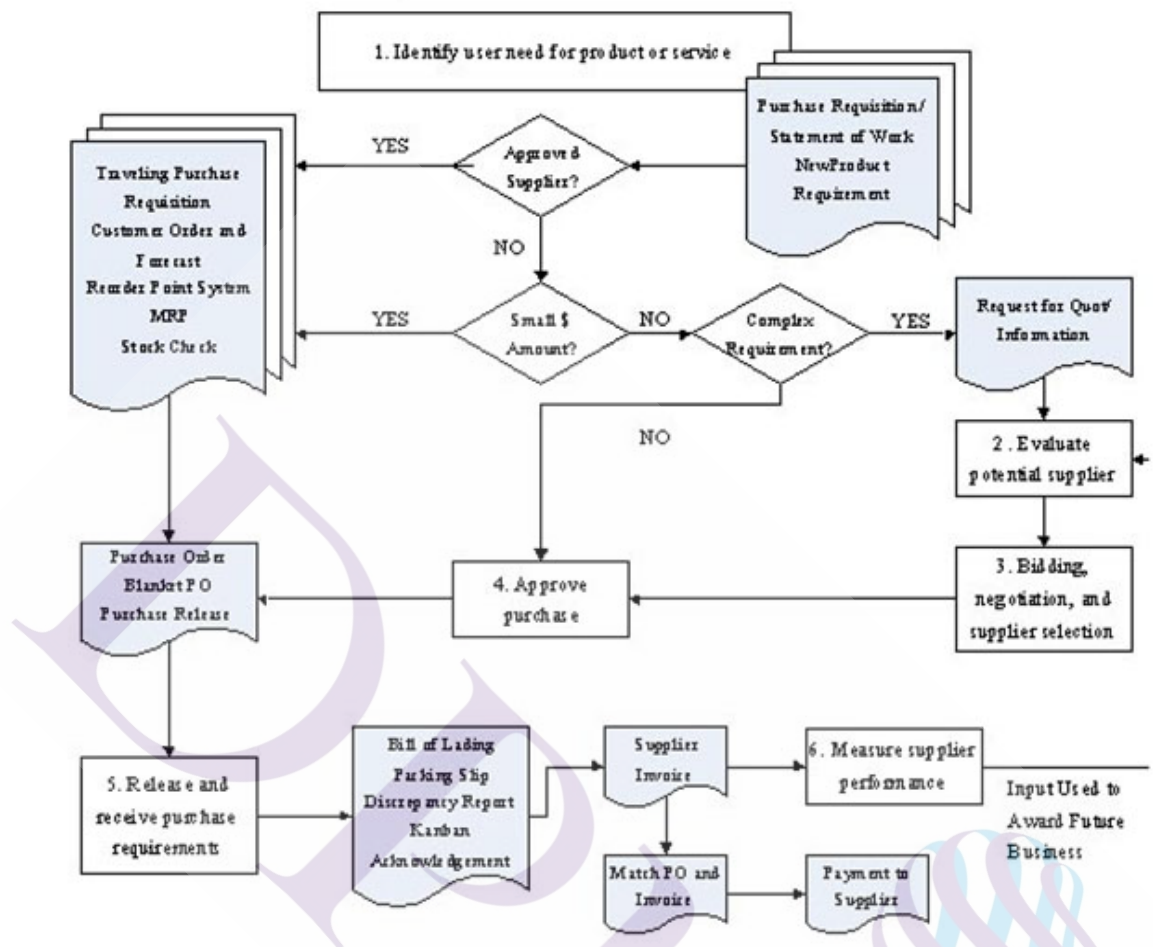 1. Identify user need for product or service
Purchase Requisition/
Statement of Work
NewProduct
Requirement
Approved
Supplier?
YES
NO
Traveling Purchase
Requisition
Customer Order and
Forecast
Reorder Point System
MRP
Stock Check
Small $
Amount?
YES
NO
Complex
Requirement?
YES
NO
Request for Quot/
Information
2. Evaluate
potential supplier
3. Bidding,
negotiation, and
supplier selection
4. Approve
purchase
Purchase Order
Blanket PO
Purchase Release
5. Release and
receive purchase
requirements
Bill of Lading
Parking Slip
Discrepancy Report
Kanban
Acknowledgement
Supplier
Invoice
6. Measure supplier
performance
Input Used to
Award Future
Business
Match PO and
Invoice
Payment to
Supplier